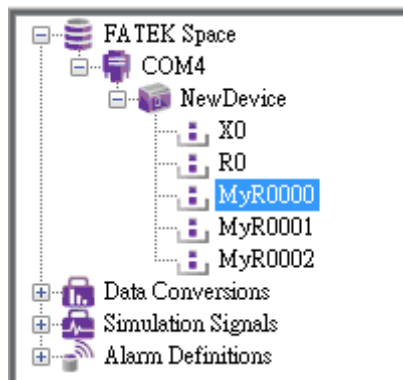 FATEK Space
COM4
NewDevice
X0
R0
MyR0000
MyR0001
MyR0002
Data Conversions
Simulation Signals
Alarm Definitions